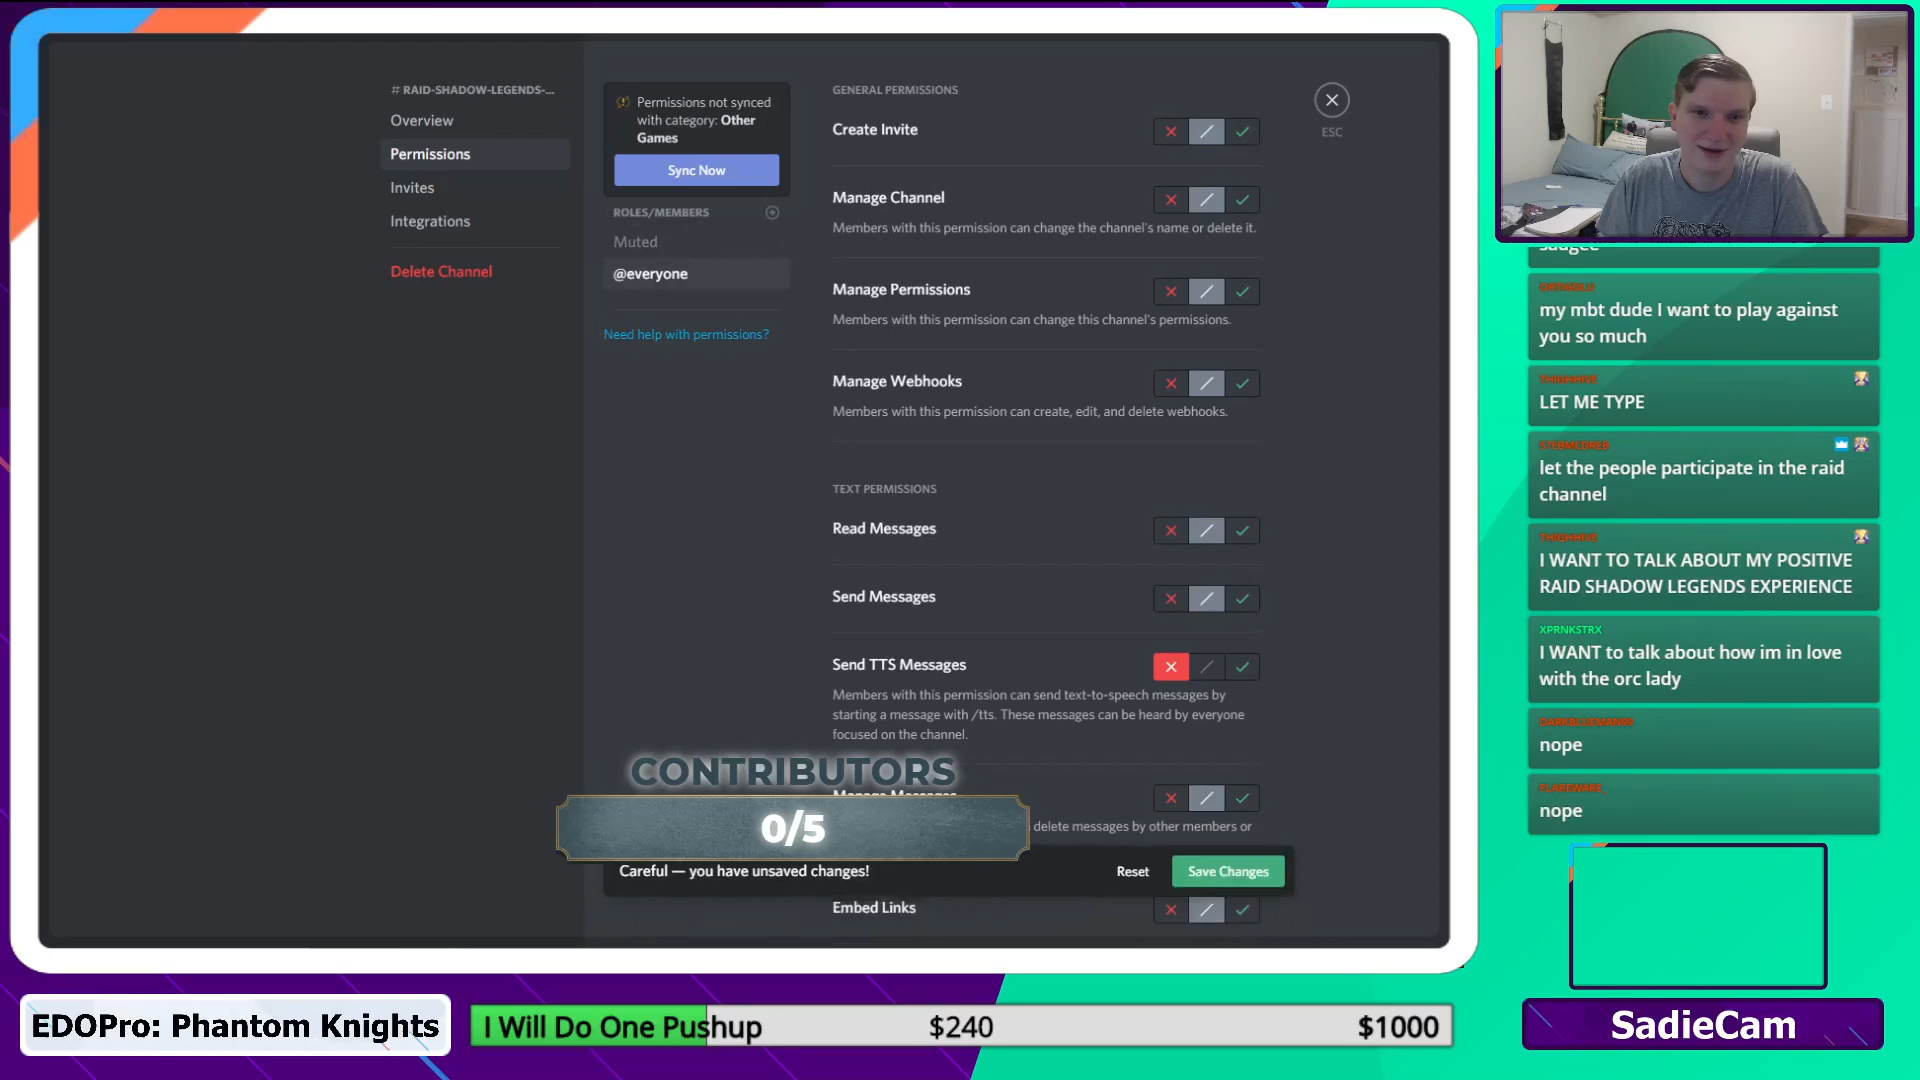 # RAID-SHADOW-LEGENDS-...
Overview
Permissions
Invites
Integrations
Delete Channel
Permissions not synced
with category: Other
Games
Sync Now
ROLES/MEMBERS
Muted
@everyone
Need help with permissions?
GENERAL PERMISSIONS
Create Invite
Manage Channel
Members with this permission can change the channel's name or delete it.
Manage Permissions
Members with this permission can change this channel's permissions.
Manage Webhooks
Members with this permission can create, edit, and delete webhooks.
TEXT PERMISSIONS
Read Messages
Send Messages
Send TTS Messages
Members with this permission can send text-to-speech messages by
starting a message with /tts. These messages can be heard by everyone
focused on the channel.
Manage Messages
delete messages by other members or
Embed Links
ESC
CONTRIBUTORS
0/5
Careful — you have unsaved changes!
Reset
Save Changes
sadgee
my mbt dude I want to play against
you so much
THIGHHIVE
LET ME TYPE
let the people participate in the raid
channel
THIGHHIVE
I WANT TO TALK ABOUT MY POSITIVE
RAID SHADOW LEGENDS EXPERIENCE
XPRNKSTRX
I WANT to talk about how im in love
with the orc lady
DARKBLUEMAN99
nope
FLAREWARE
nope
EDOPro: Phantom Knights
I Will Do One Pushup
$240
$1000
SadieCam